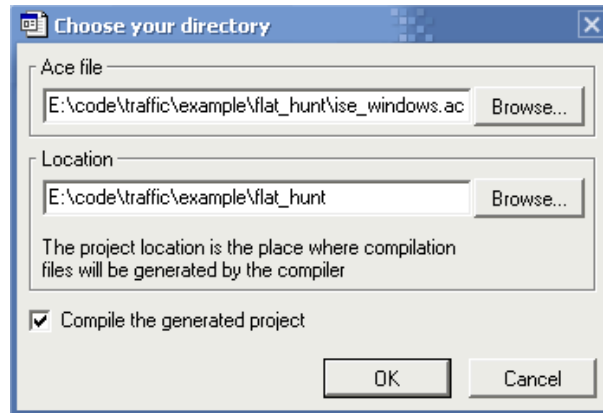 Choose your directory
Ace file
E:\code\traffic\example\flat_hunt\ise_windows.ac
Browse...
Location
E:\code\traffic\example\flat_hunt
Browse...
The project location is the place where compilation
files will be generated by the compiler
Compile the generated project
OK
Cancel